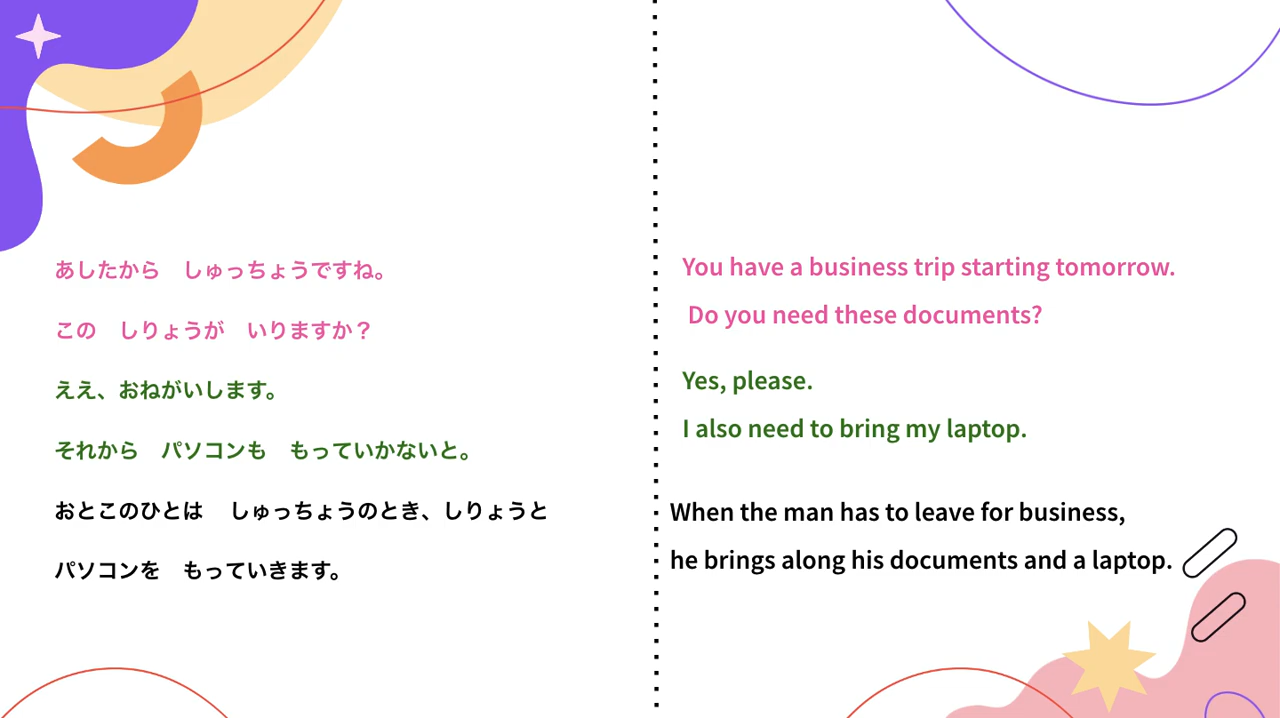 あしたから　しゅっちょうですね。
この　しりょうが　いりますか？
ええ、おねがいします。
それから　パソコンも　もっていかないと。
おとこのひとは　しゅっちょうのとき、しりょうと
パソコンを　もっていきます。
You have a business trip starting tomorrow.
Do you need these documents?
Yes, please.
I also need to bring my laptop.
When the man has to leave for business,
he brings along his documents and a laptop.